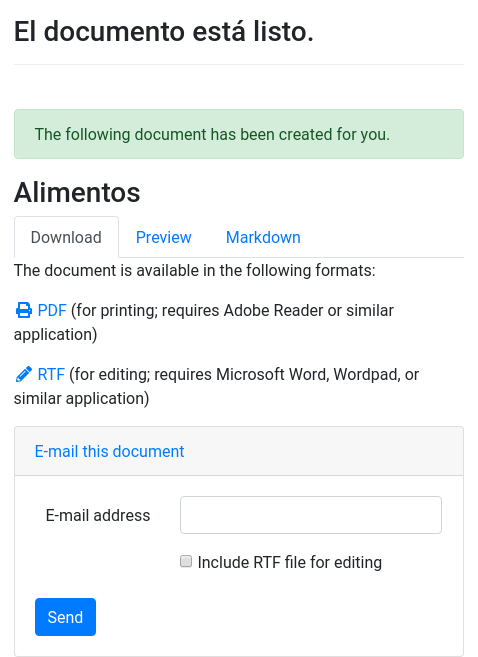 El documento está listo.
The following document has been created for you.
Alimentos
Download Preview Markdown
The document is available in the following formats:
PDF (for printing; requires Adobe Reader or similar
application)
RTF (for editing; requires Microsoft Word, Wordpad, or
similar application)
E-mail this document
E-mail address
Include RTF file for editing
Send